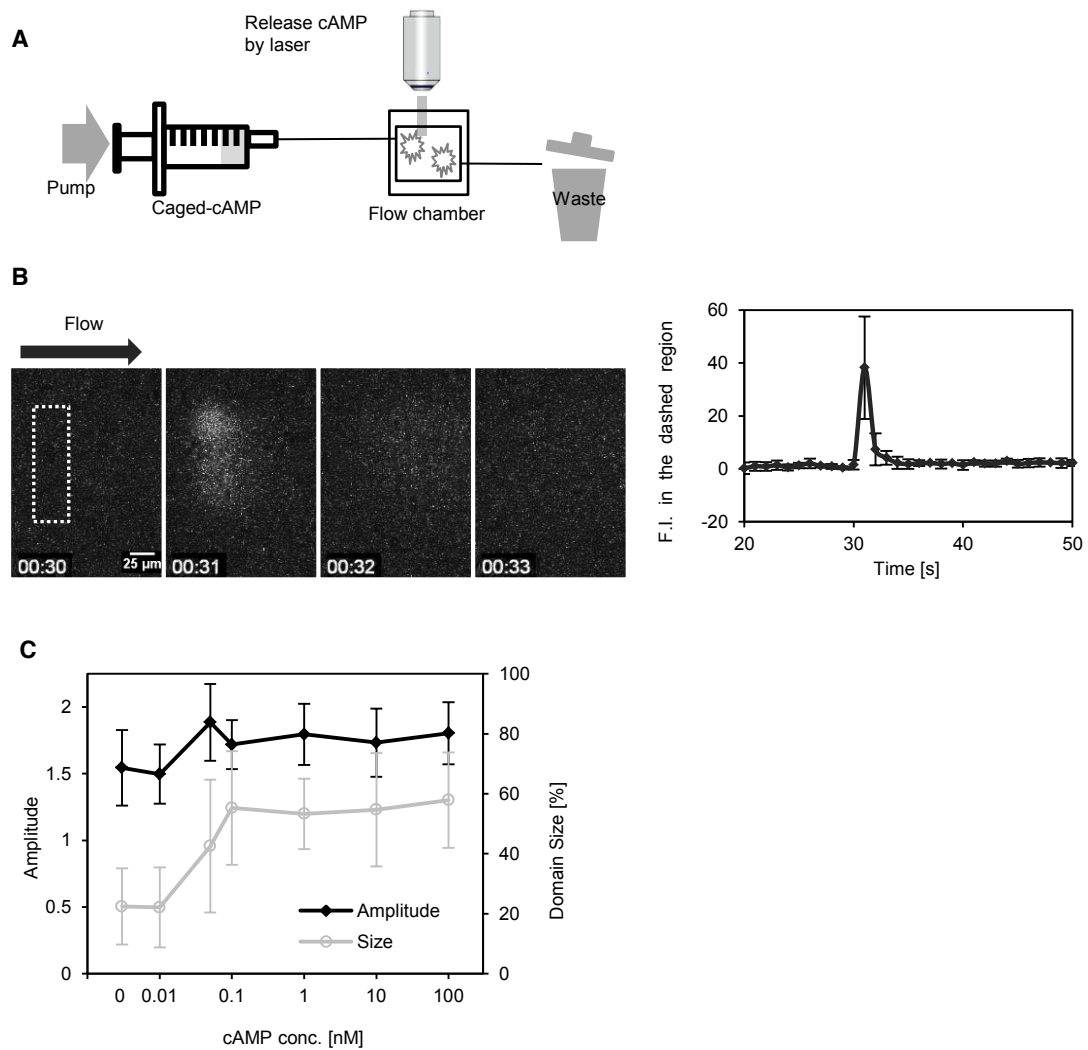 A
Release cAMP
by laser
Pump
Caged-cAMP
Flow chamber
Waste
B
Flow
00:30
25 µm
00:31
00:32
00:33
F.I. in the dashed region
60
40
20
0
-20
20
30
40
50
Time [s]
C
Amplitude
2
1.5
1
0.5
0
Amplitude
Size
100
80
60
40
20
0
Domain Size [%]
0
0.01
0.1
1
10
100
cAMP conc. [nM]